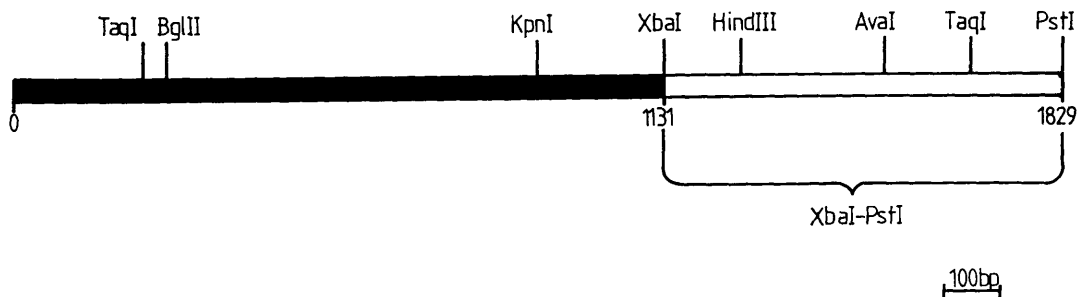 TaqI BglII KpnI XbaI HindIII AvaI TaqI PstI
0 1131 1829
XbaI-PstI
100bp